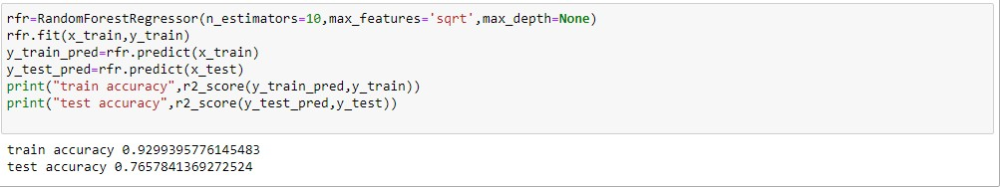 rfr=RandomForestRegressor(n_estimators=10,max_features='sqrt',max_depth=None)
rfr.fit(x_train,y_train)
y_train_pred=rfr.predict(x_train)
y_test_pred=rfr.predict(x_test)
print("train accuracy",r2_score(y_train_pred,y_train))
print("test accuracy",r2_score(y_test_pred,y_test))
train accuracy 0.9299395776145483
test accuracy 0.7657841369272524